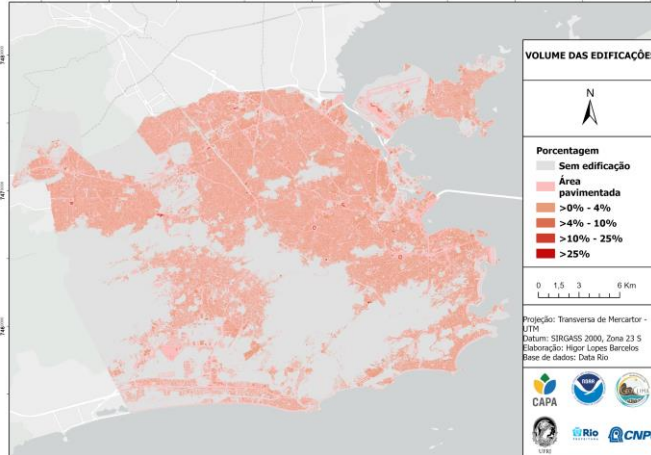 VOLUME DAS EDIFICAÇÕE
N
Porcentagem
Sem edificação
Área
pavimentada
>0% - 4%
>4% - 10%
>10% - 25%
>25%
0 1,5 3 6 Km
Projeção: Transversa de Mercartor -
UTM
Datum: SIRGASS 2000, Zona 23 S
Elaboração: Higor Lopes Barcelos
Base de dados: Data Rio
CAPA
Rio
PREFEITURA
CNP